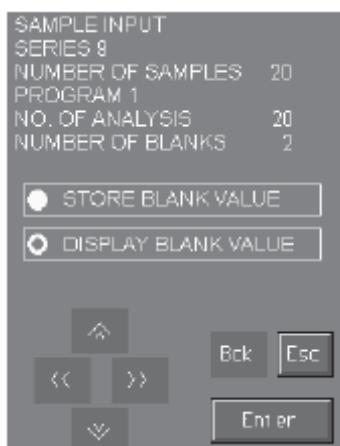 SAMPLE INPUT
SERIES 9
NUMBER OF SAMPLES 20
PROGRAM 1
NO. OF ANALYSIS 20
NUMBER OF BLANKS 2
STORE BLANK VALUE
DISPLAY BLANK VALUE
Bck Esc
<< >>
Enter